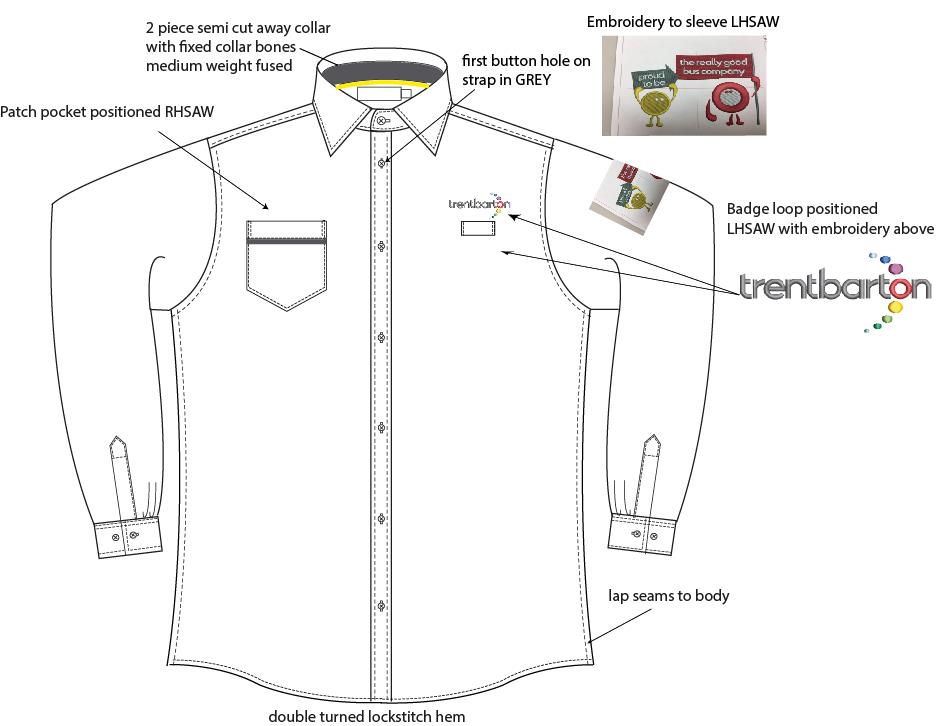 Embroidery to sleeve LHSAW
2 piece semi cut away collar
with fixed collar bones
medium weight fused
first button hole on
strap in GREY
proud
to be
the really good
bus company
Patch pocket positioned RHSAW
trentbarton
Badge loop positioned
LHSAW with embroidery above
trentbarton
lap seams to body
double turned lockstitch hem